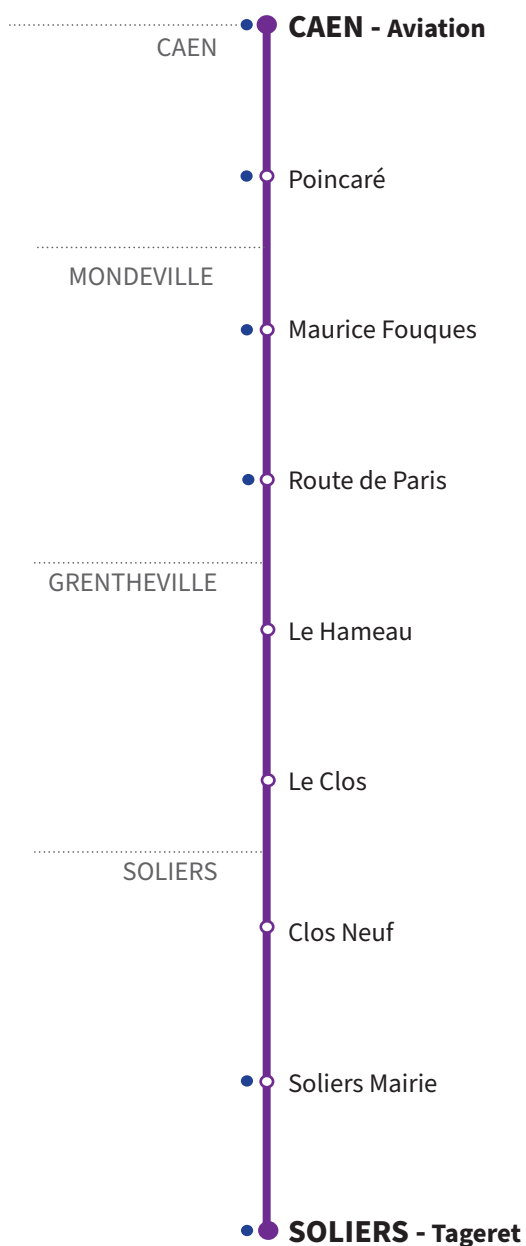 CAEN - Aviation
CAEN
Poincaré
MONDEVILLE
Maurice Fouques
Route de Paris
GRENTHEVILLE
Le Hameau
Le Clos
SOLIERS
Clos Neuf
Soliers Mairie
SOLIERS - Tageret